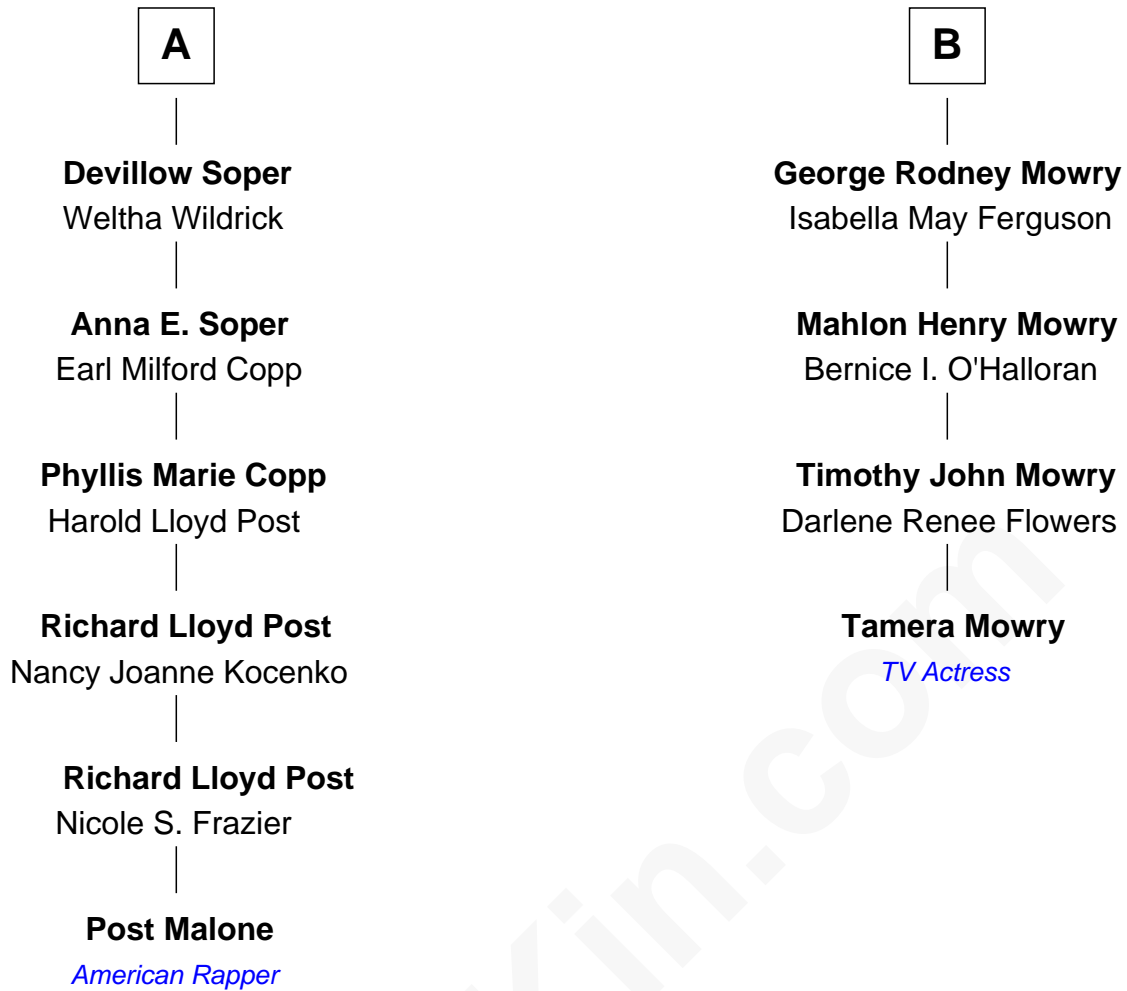 A
Devillow Soper
Weltha Wildrick
Anna E. Soper
Earl Milford Copp
Phyllis Marie Copp
Harold Lloyd Post
Richard Lloyd Post
Nancy Joanne Kocenko
Richard Lloyd Post
Nicole S. Frazier
Post Malone
American Rapper
B
George Rodney Mowry
Isabella May Ferguson
Mahlon Henry Mowry
Bernice I. O'Halloran
Timothy John Mowry
Darlene Renee Flowers
Tamera Mowry
TV Actress
Kin.com